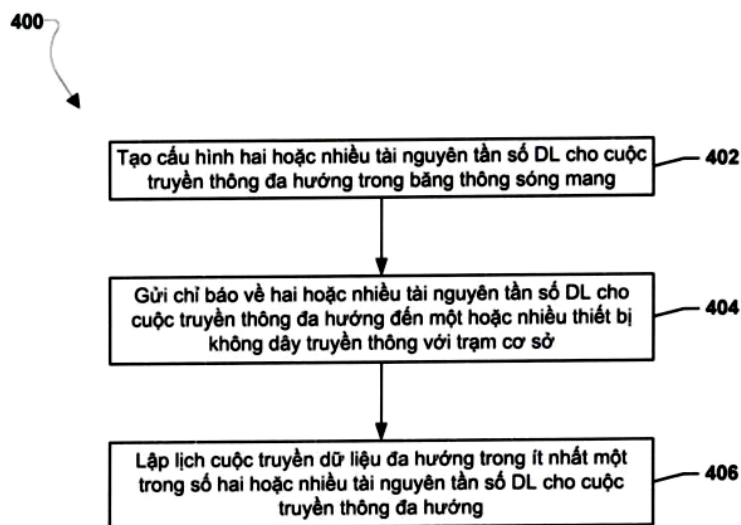 400
Tạo cấu hình hai hoặc nhiều tài nguyên tần số DL cho cuộc
truyền thông đa hướng trong băng thông sóng mang
402
Gửi chỉ báo về hai hoặc nhiều tài nguyên tần số DL cho
cuộc truyền thông đa hướng đến một hoặc nhiều thiết bị
không dây truyền thông với trạm cơ sở
404
Lập lịch cuộc truyền dữ liệu đa hướng trong ít nhất một
trong số hai hoặc nhiều tài nguyên tần số DL cho cuộc
truyền thông đa hướng
406